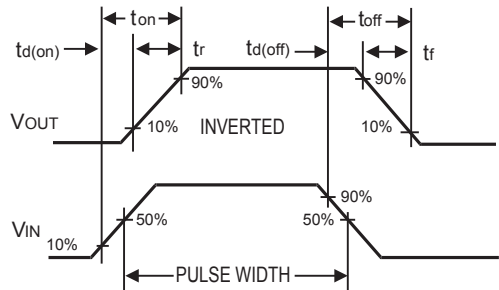 ton
toff
td(on)
tr
td(off)
tf
90%
90%
VOUT
10%
INVERTED
10%
90%
VIN
50%
50%
10%
PULSE WIDTH